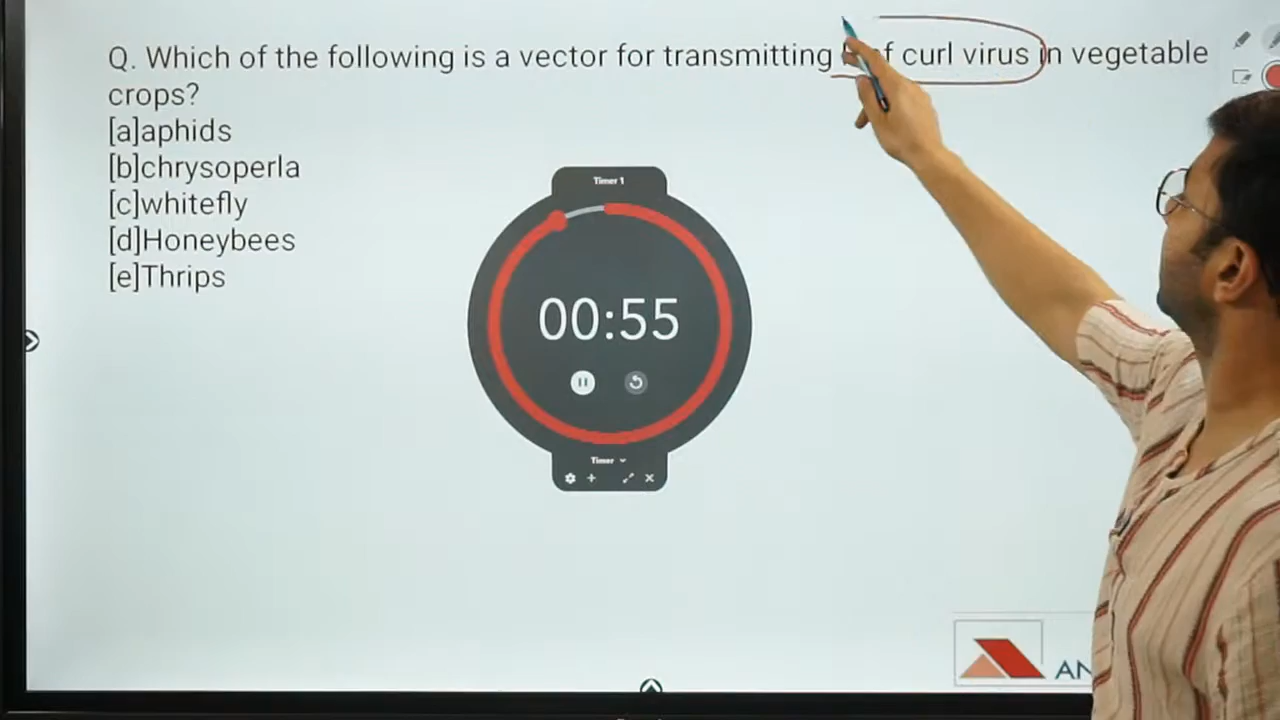 Q. Which of the following is a vector for transmitting curl virus in vegetable
crops?
[a]aphids
[b]chrysoperla
[c]whitefly
[d]Honeybees
[e]Thrips
Timer 1
00:55
Timer
AN